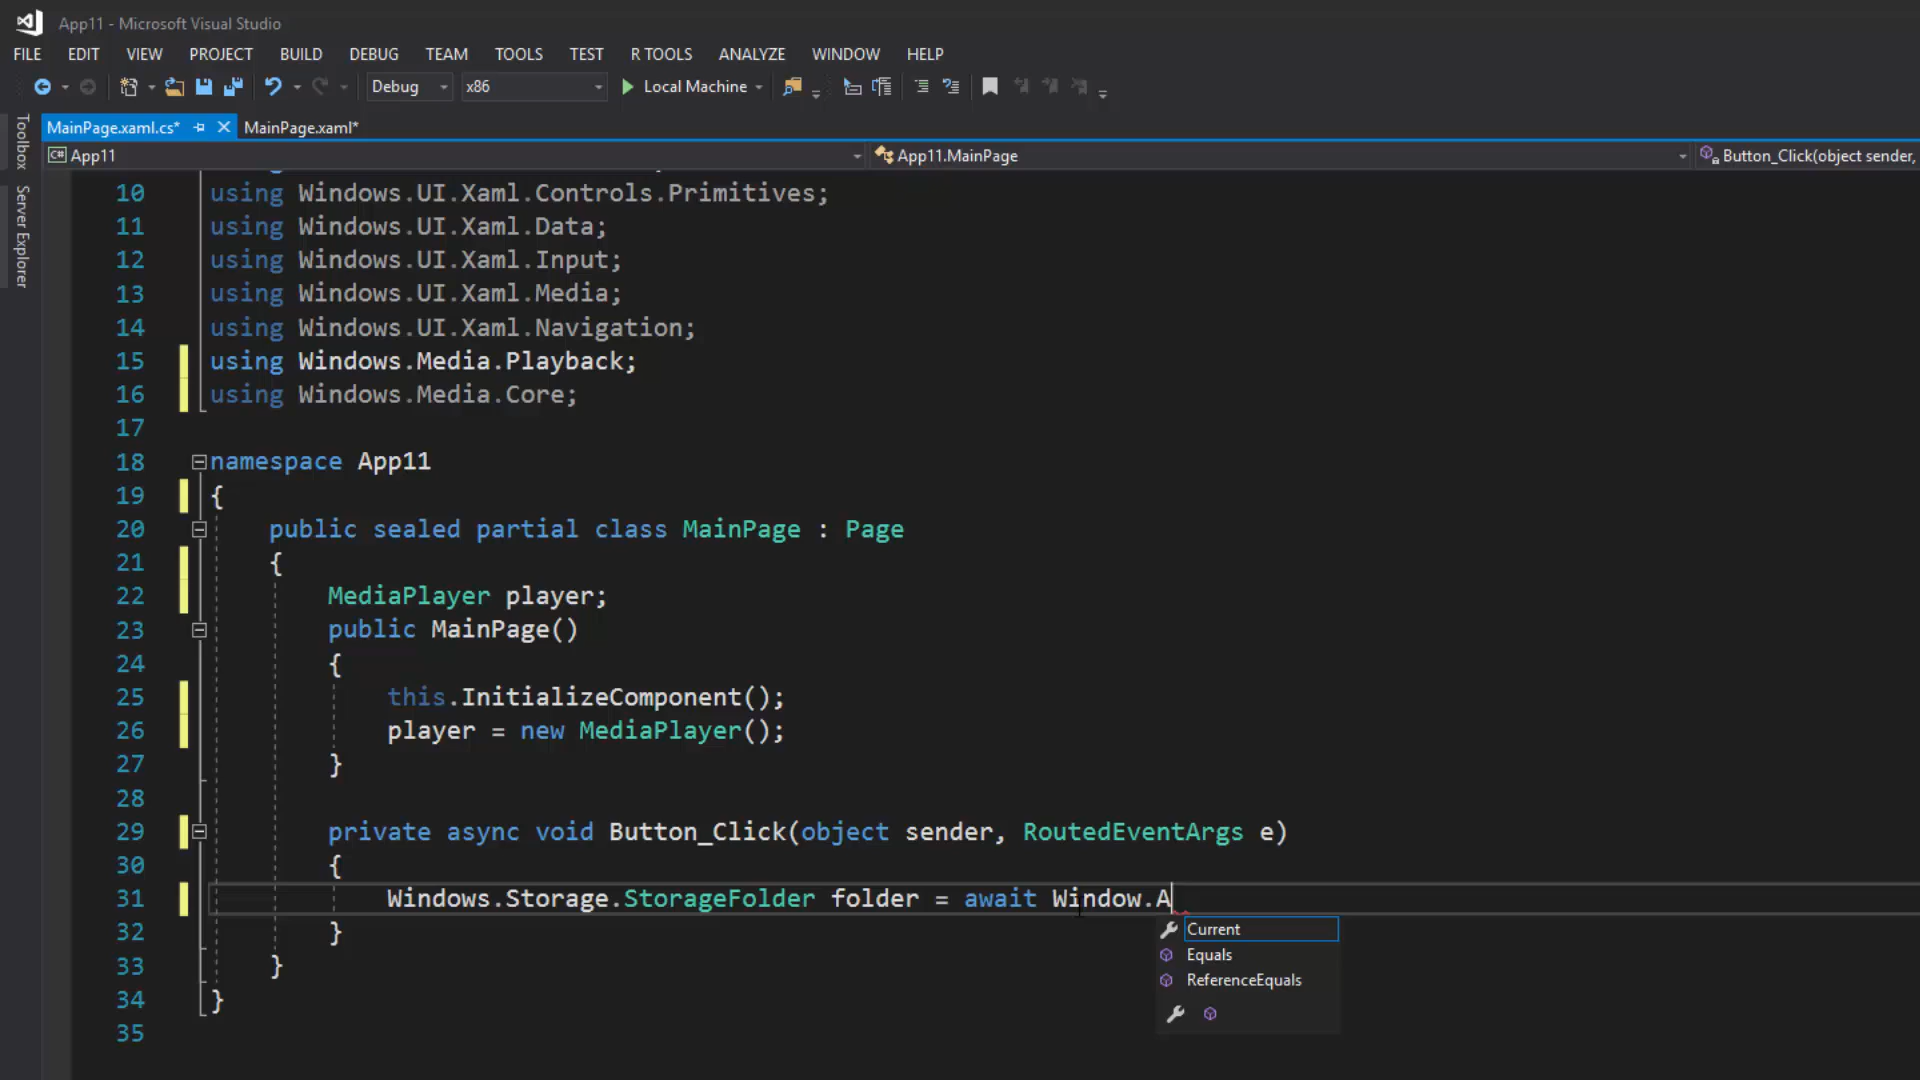 App11 - Microsoft Visual Studio
FILE EDIT VIEW PROJECT BUILD DEBUG TEAM TOOLS TEST R TOOLS ANALYZE WINDOW HELP
Debug x86 Local Machine
MainPage.xaml.cs* MainPage.xaml*
C# App11 App11.MainPage Button_Click(object sender,
Toolbox
Server Explorer
10 using Windows.UI.Xaml.Controls.Primitives;
11 using Windows.UI.Xaml.Data;
12 using Windows.UI.Xaml.Input;
13 using Windows.UI.Xaml.Media;
14 using Windows.UI.Xaml.Navigation;
15 using Windows.Media.Playback;
16 using Windows.Media.Core;
17
18 namespace App11
19 {
20 public sealed partial class MainPage : Page
21 {
22 MediaPlayer player;
23 public MainPage()
24 {
25 this.InitializeComponent();
26 player = new MediaPlayer();
27 }
28
29 private async void Button_Click(object sender, RoutedEventArgs e)
30 {
31 Windows.Storage.StorageFolder folder = await Window.A
Current
Equals
ReferenceEquals
32 }
33 }
34 }
35